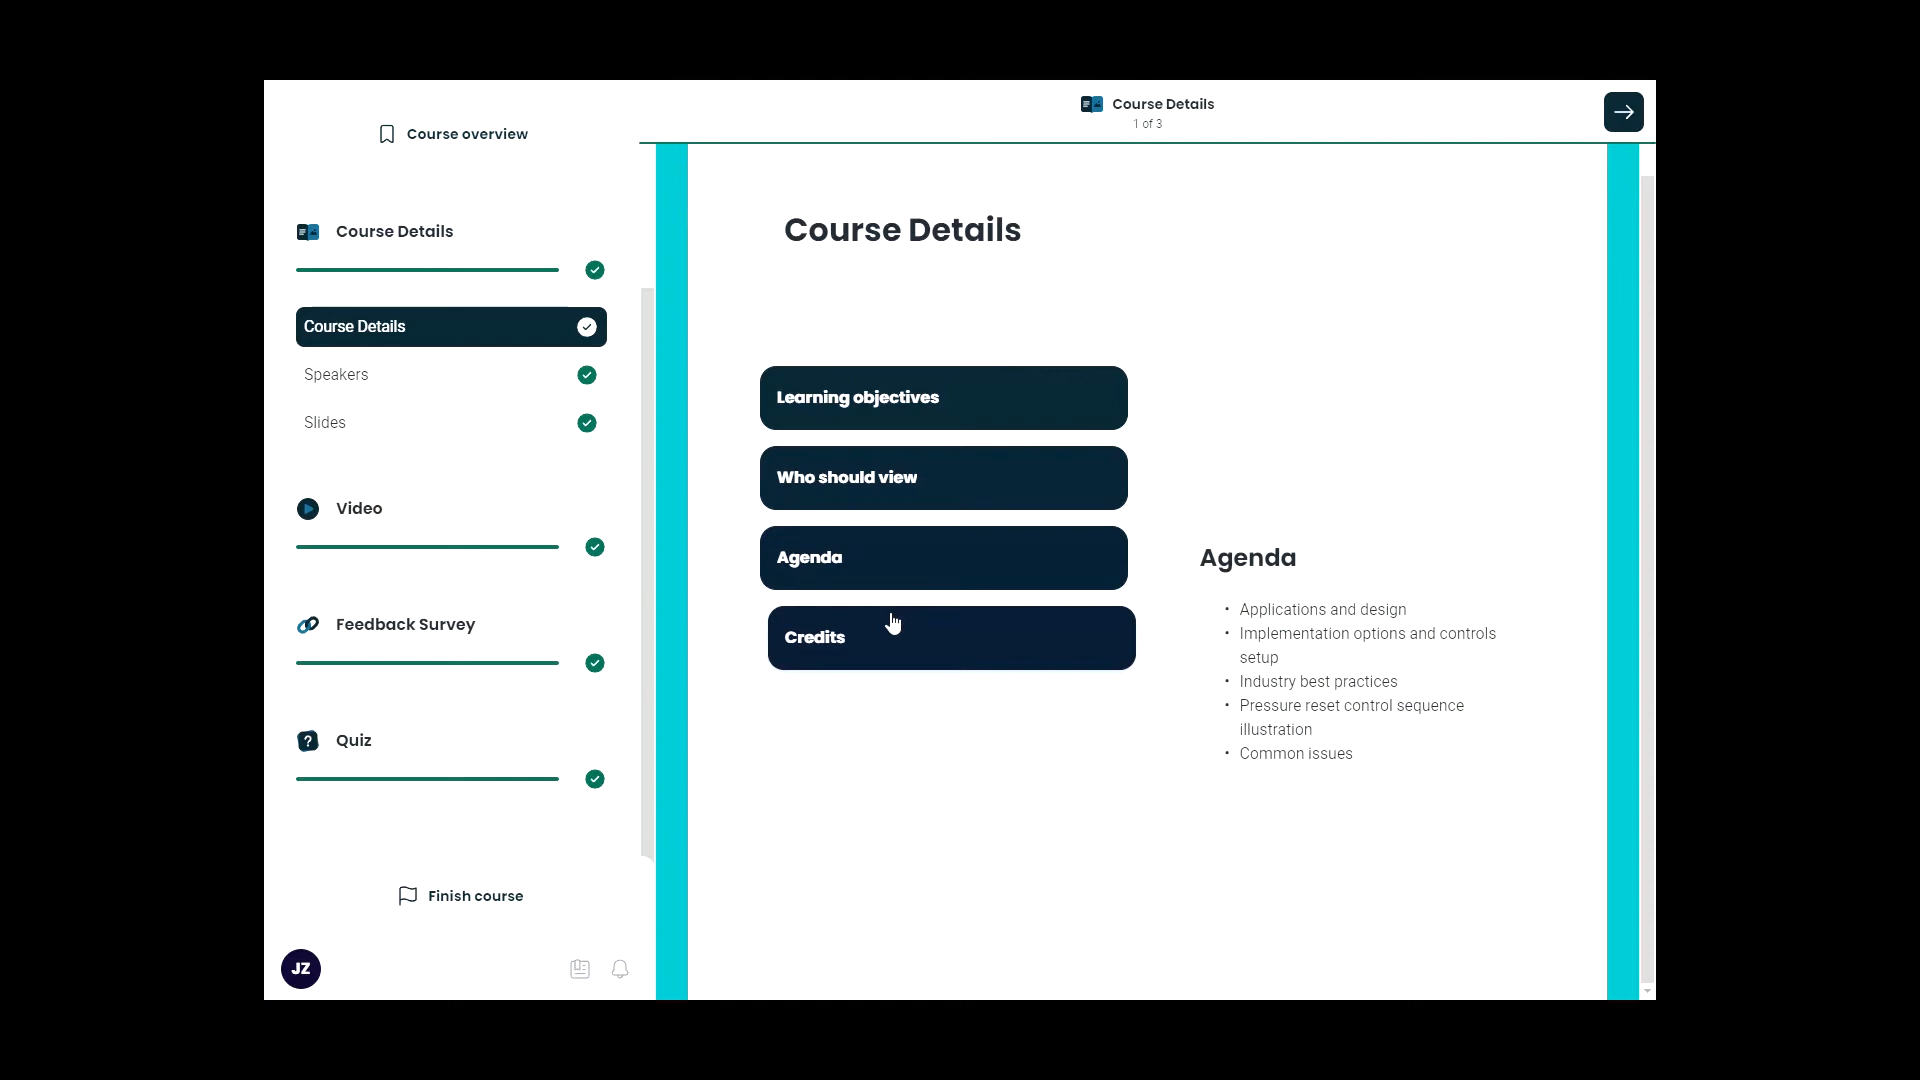 Course overview
Course Details
Course Details
Speakers
Slides
Video
Feedback Survey
? Quiz
Finish course
JZ
Course Details
1 of 3
Course Details
Learning objectives
Who should view
Agenda
Credits
Agenda
• Applications and design
• Implementation options and controls
setup
• Industry best practices
• Pressure reset control sequence
illustration
• Common issues